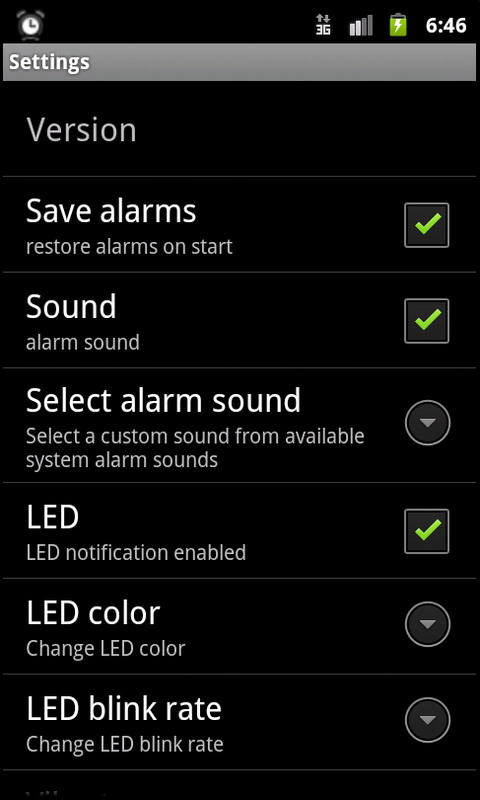 3G 6:46
Settings
Version
Save alarms
restore alarms on start
Sound
alarm sound
Select alarm sound
Select a custom sound from available
system alarm sounds
LED
LED notification enabled
LED color
Change LED color
LED blink rate
Change LED blink rate